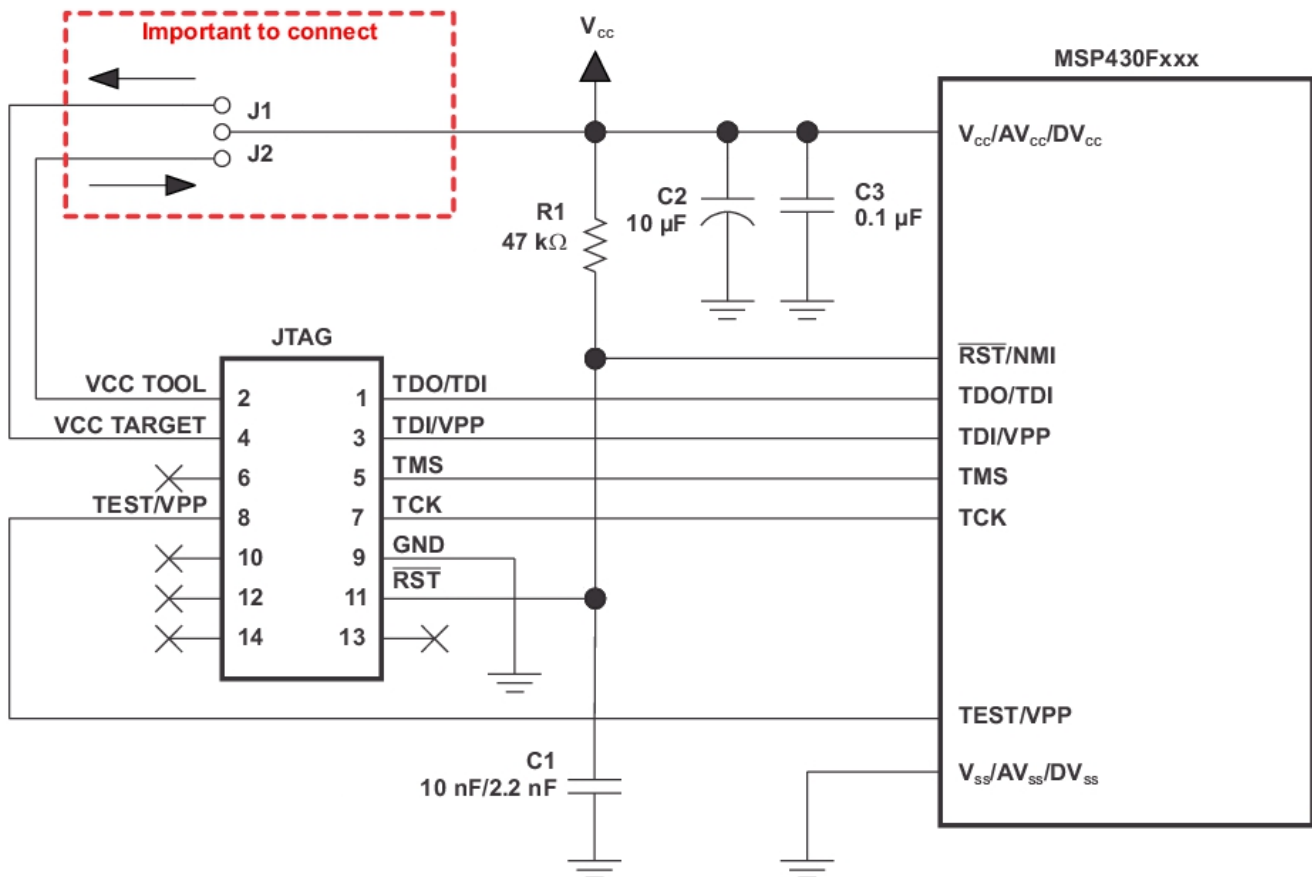 Important to connect
J1
J2
Vcc
MSP430Fxxx
Vcc/AVcc/DVcc
R1
47 kΩ
C2
10 µF
C3
0.1 µF
JTAG
VCC TOOL
VCC TARGET
TEST/VPP
2
4
6
8
10
12
14
1
3
5
7
9
11
13
TDO/TDI
TDI/VPP
TMS
TCK
GND
R̅S̅T̅
R̅S̅T̅/NMI
TDO/TDI
TDI/VPP
TMS
TCK
TEST/VPP
Vss/AVss/DVss
C1
10 nF/2.2 nF